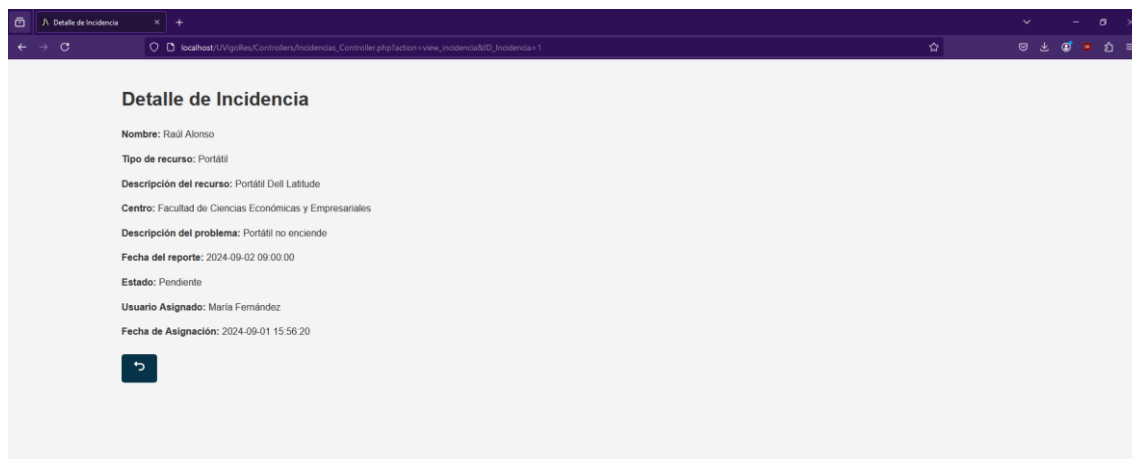 Detalle de Incidencia
localhost/UVigoRes/Controllers/Incidencias_Controller.php?action=view_incidencia&ID_Incidencia=1
Detalle de Incidencia
Nombre: Raúl Alonso
Tipo de recurso: Portátil
Descripción del recurso: Portátil Dell Latitude
Centro: Facultad de Ciencias Económicas y Empresariales
Descripción del problema: Portátil no enciende
Fecha del reporte: 2024-09-02 09:00:00
Estado: Pendiente
Usuario Asignado: María Fernández
Fecha de Asignación: 2024-09-01 15:56:20